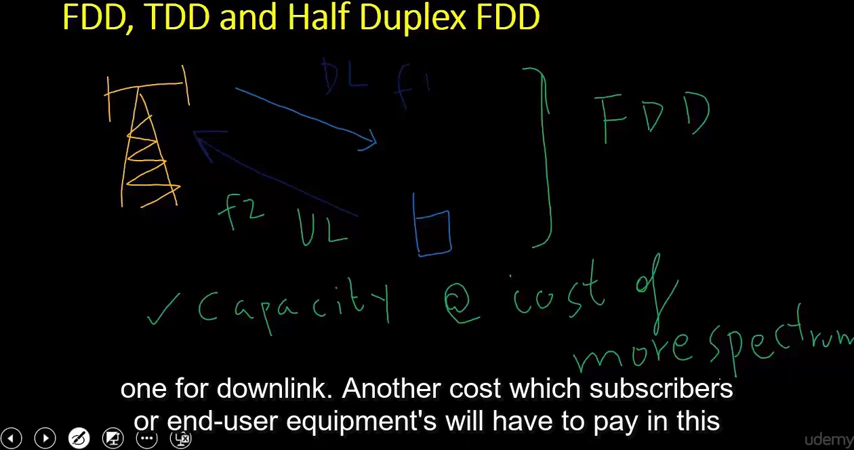 FDD, TDD and Half Duplex FDD
DL f1
FDD
f2 UL
✓ capacity @ cost of
more spectrum
one for downlink. Another cost which subscribers
or end-user equipment's will have to pay in this
udemy